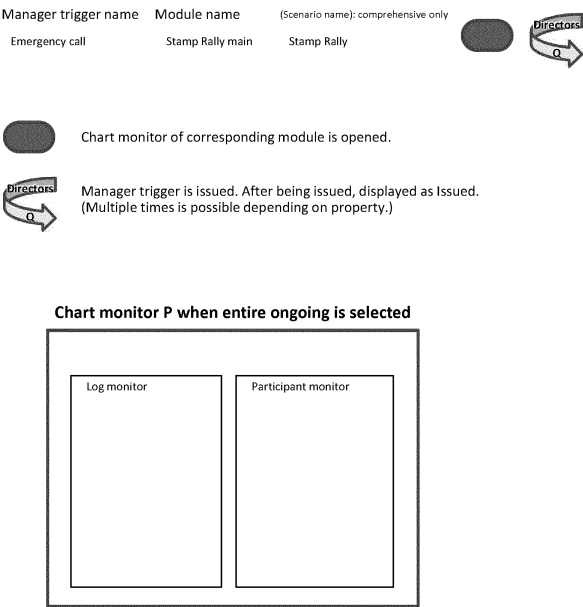 Manager trigger name Module name (Scenario name): comprehensive only
Directors
Q
Emergency call Stamp Rally main Stamp Rally
Chart monitor of corresponding module is opened.
Directors
Q
Manager trigger is issued. After being issued, displayed as Issued.
(Multiple times is possible depending on property.)
Chart monitor P when entire ongoing is selected
Log monitor
Participant monitor